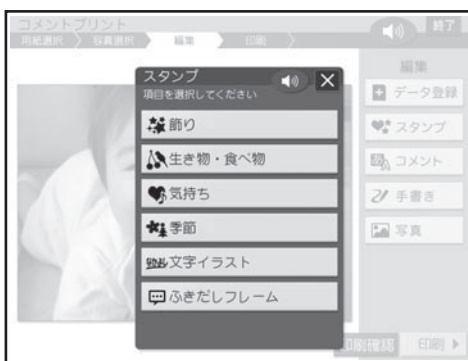 コメントプリント
終了
用紙選択
写真選択
編集
印刷
スタンプ
項目を選択してください
飾り
生き物・食べ物
気持ち
季節
文字イラスト
ふきだしフレーム
編集
データ登録
スタンプ
コメント
手書き
写真
印刷確認
印刷